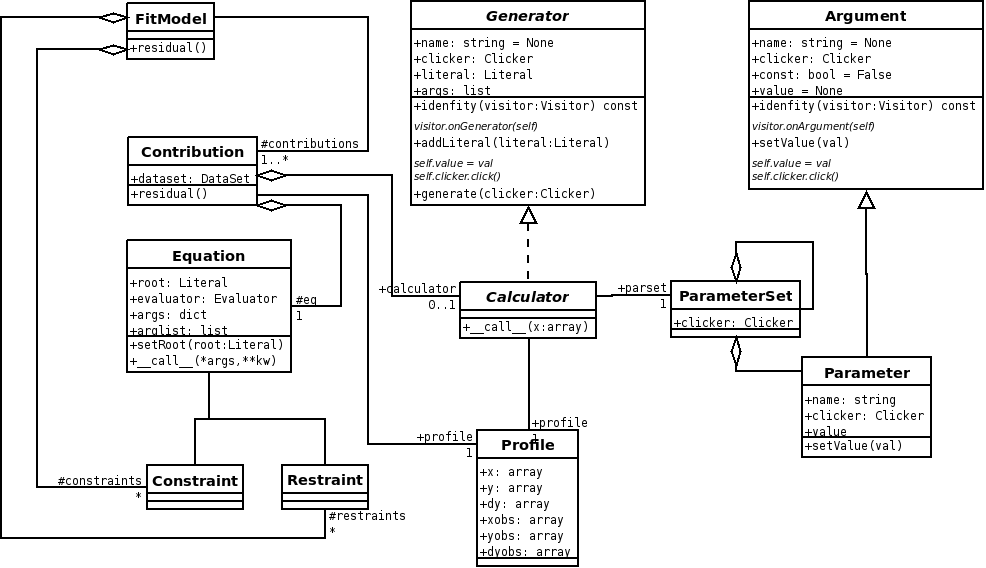 FitModel
+residual()
Generator
+name: string = None
+clicker: Clicker
+literal: Literal
+args: list
+idenfity(visitor:Visitor) const
visitor.onGenerator(self)
+addLiteral(literal:Literal)
self.value = val
self.clicker.click()
+generate(clicker:Clicker)
Argument
+name: string = None
+clicker: Clicker
+const: bool = False
+value = None
+idenfity(visitor:Visitor) const
visitor.onArgument(self)
+setValue(val)
self.value = val
self.clicker.click()
#contributions
1..*
Contribution
+dataset: DataSet
+residual()
Equation
+root: Literal
+evaluator: Evaluator
+args: dict
+arglist: list
+setRoot(root:Literal)
+__call__(*args,**kw)
#eq
1
+calculator
0..1
Calculator
+__call__(x:array)
+parset
1
ParameterSet
+clicker: Clicker
Parameter
+name: string
+clicker: Clicker
+value
+setValue(val)
+profile
1
+profile
1
Profile
+x: array
+y: array
+dy: array
+xobs: array
+yobs: array
+dyobs: array
#constraints
*
Constraint
Restraint
#restraints
*